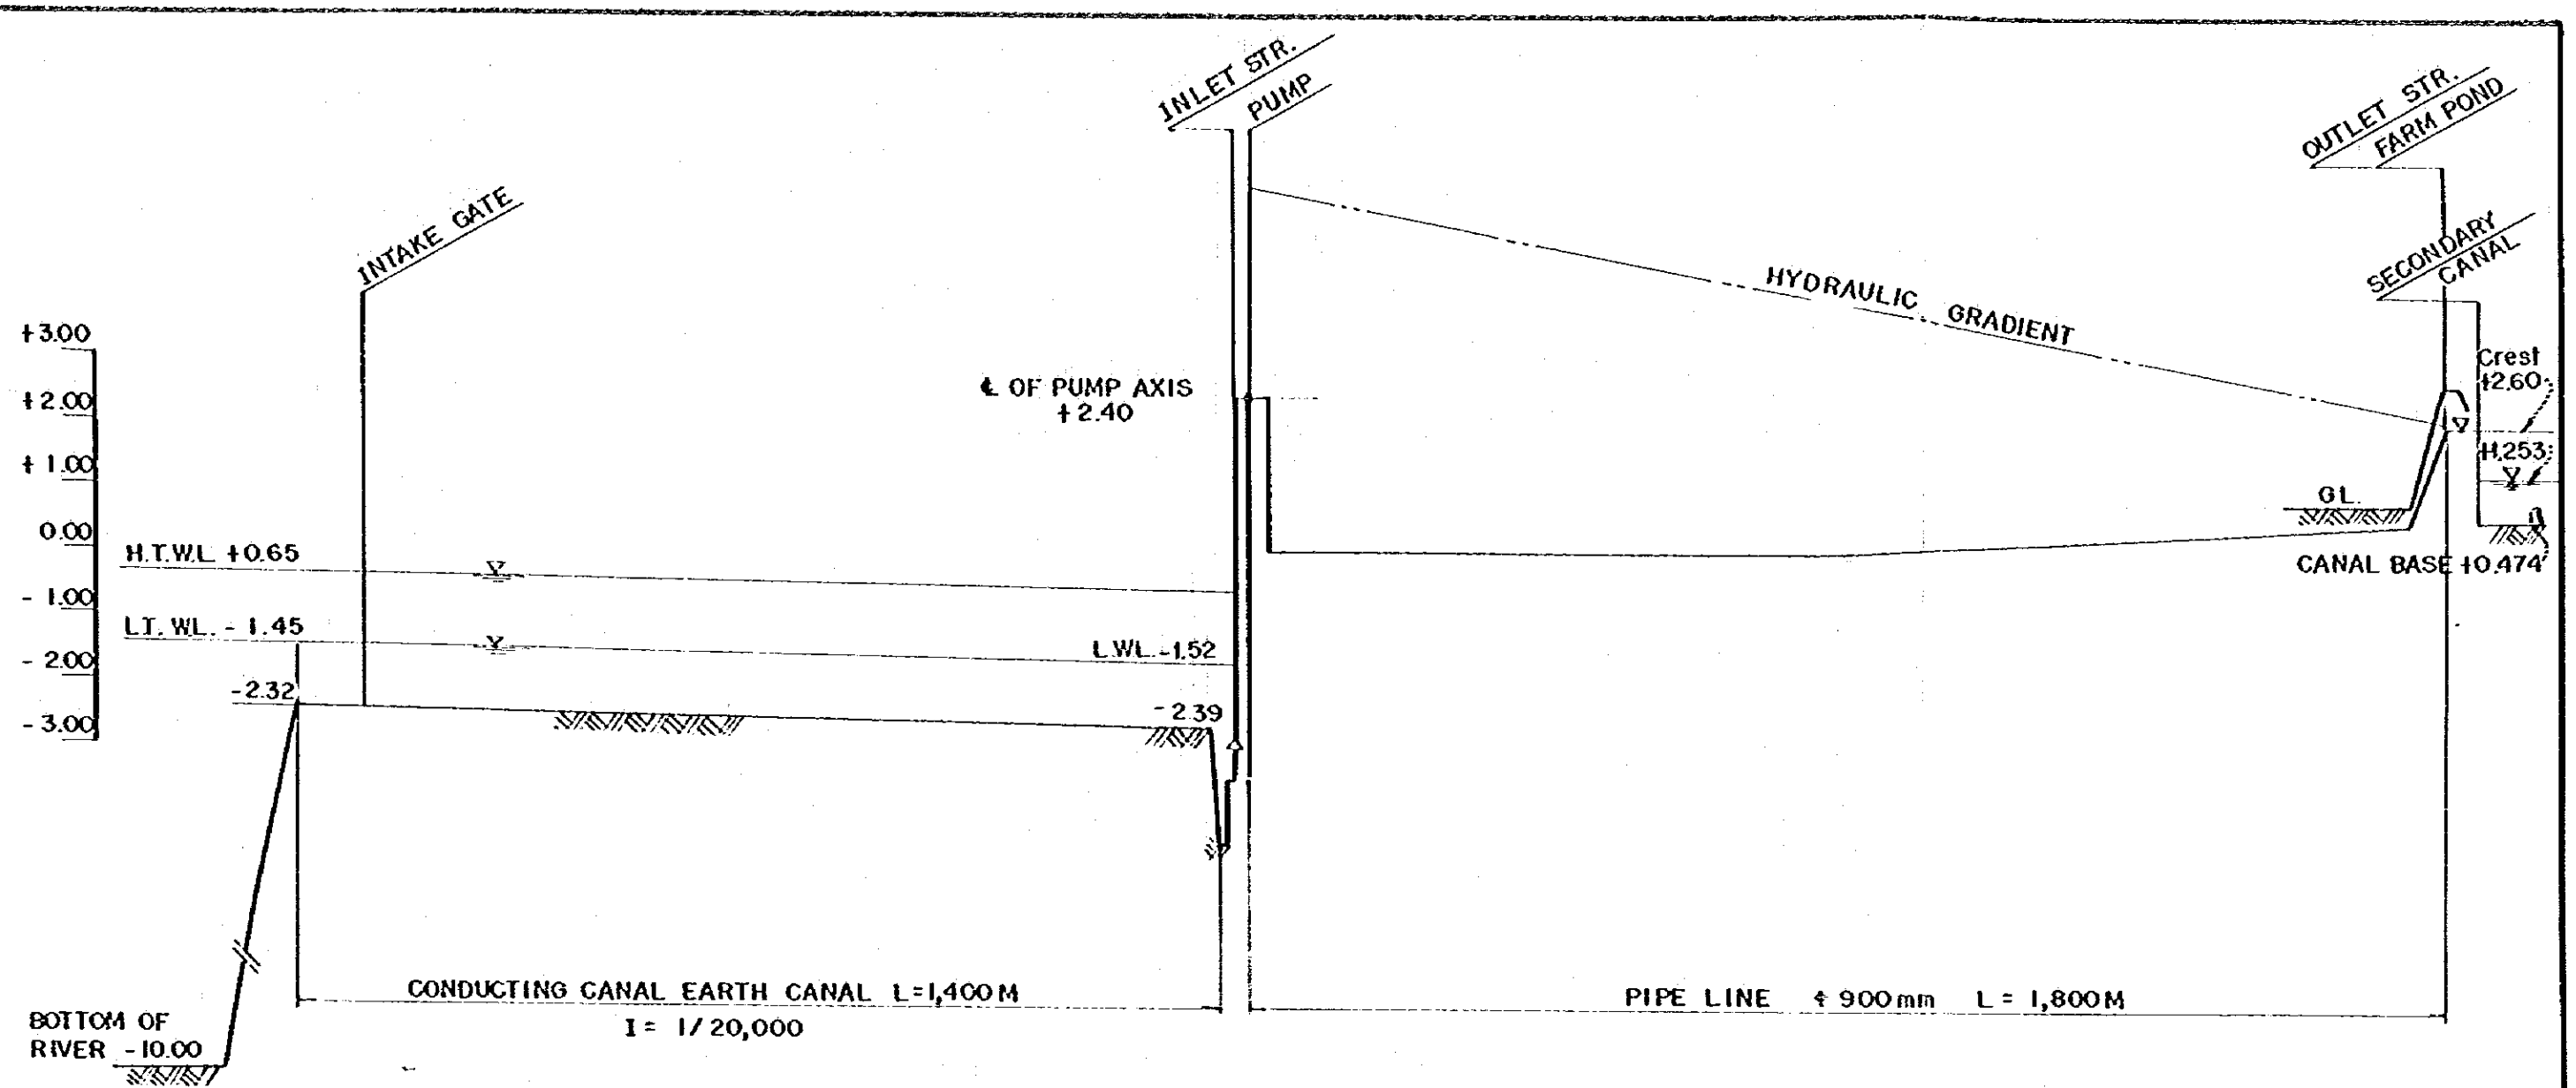 INLET STR.
PUMP
OUTLET STR.
FARM POND
INTAKE GATE
SECONDARY
CANAL
HYDRAULIC GRADIENT
+3.00
+2.00
+1.00
0.00
-1.00
-2.00
-3.00
℄ OF PUMP AXIS
+2.40
Crest
+2.60
H.253
GL.
CANAL BASE +0.474
H.T.W.L +0.65
L.T. WL. -1.45
L.WL.-1.52
-2.32
-2.39
CONDUCTING CANAL EARTH CANAL L=1,400M
I = 1/20,000
PIPE LINE ¢ 900mm L = 1,800M
BOTTOM OF
RIVER -10.00